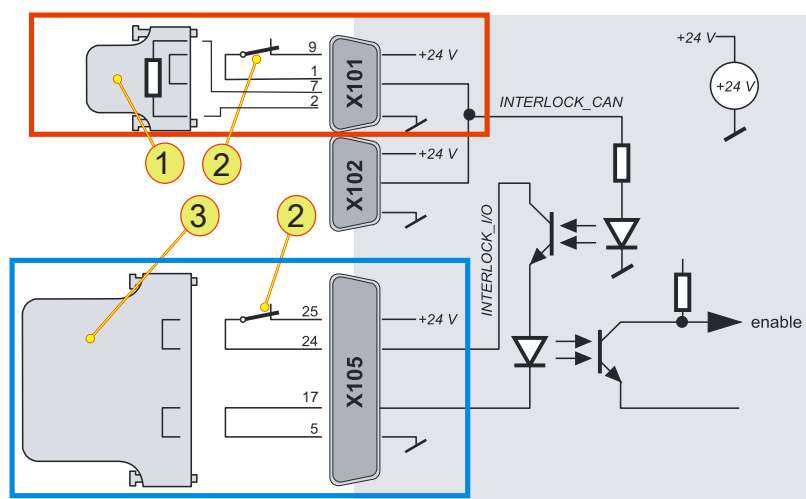 9
+24 V
1
7
2
X101
+24 V
+24 V
INTERLOCK_CAN
1
2
X102
+24 V
3
2
INTERLOCK_I/O
25
+24 V
24
X105
enable
17
5